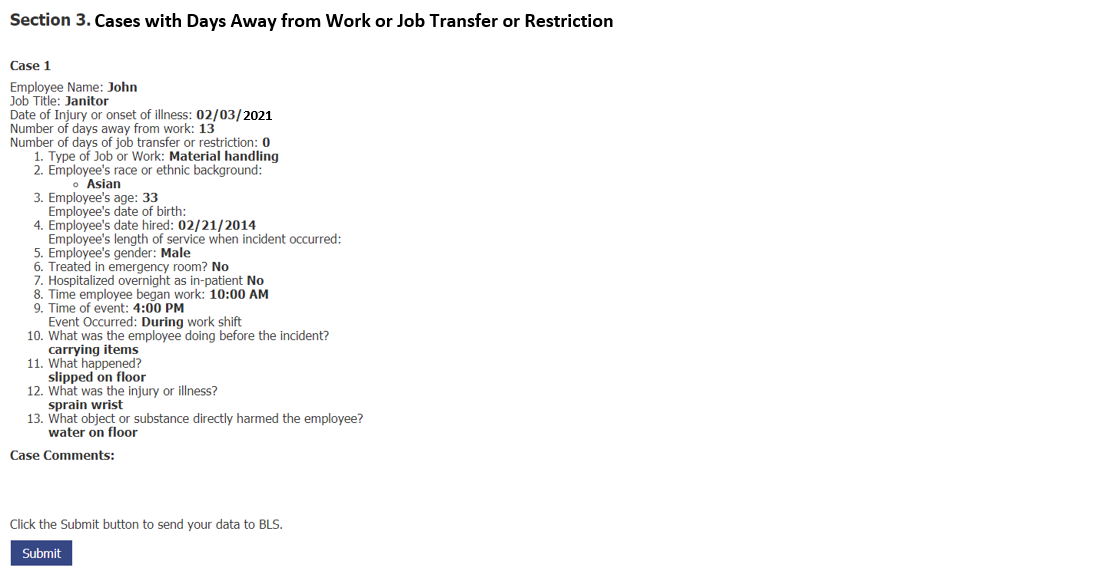 Section 3. Cases with Days Away from Work or Job Transfer or Restriction
Case 1
Employee Name: John
Job Title: Janitor
Date of Injury or onset of illness: 02/03/2021
Number of days away from work: 13
Number of days of job transfer or restriction: 0
1. Type of Job or Work: Material handling
2. Employee's race or ethnic background:
○ Asian
3. Employee's age: 33
Employee's date of birth:
4. Employee's date hired: 02/21/2014
Employee's length of service when incident occurred:
5. Employee's gender: Male
6. Treated in emergency room? No
7. Hospitalized overnight as in-patient No
8. Time employee began work: 10:00 AM
9. Time of event: 4:00 PM
Event Occurred: During work shift
10. What was the employee doing before the incident?
carrying items
11. What happened?
slipped on floor
12. What was the injury or illness?
sprain wrist
13. What object or substance directly harmed the employee?
water on floor
Case Comments:
Click the Submit button to send your data to BLS.
Submit